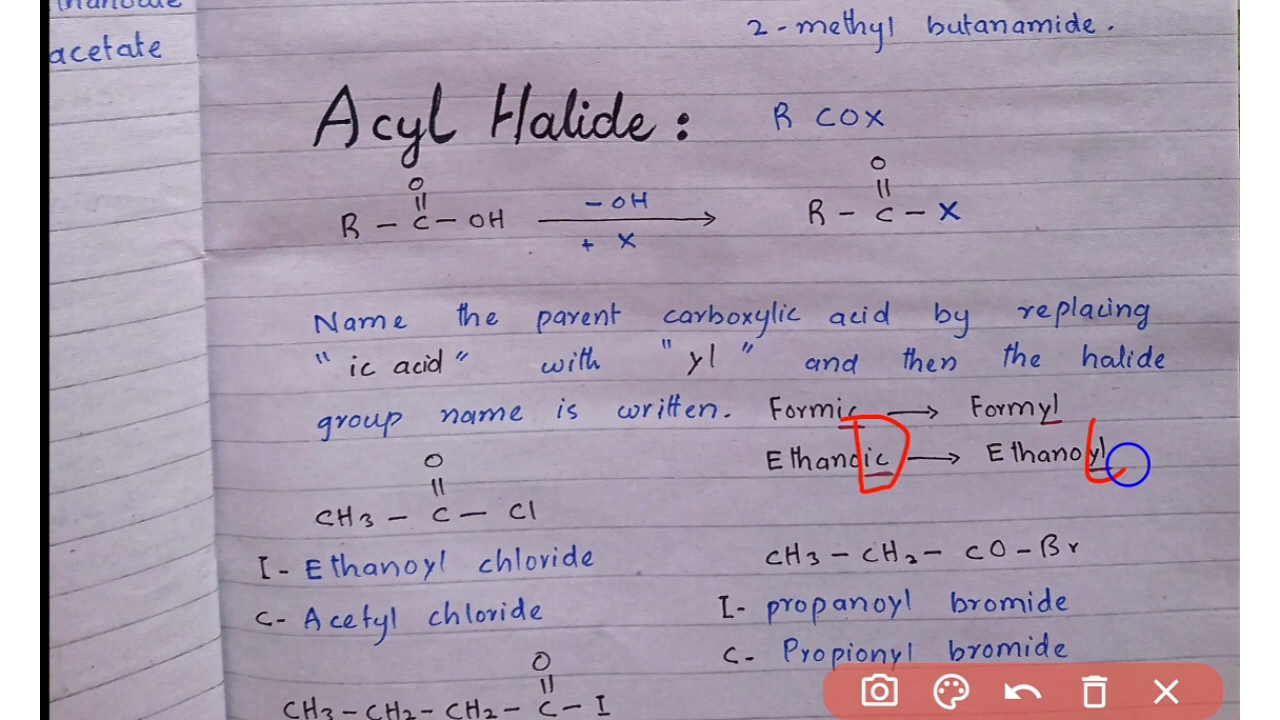 acetate
2-methyl butanamide.
Acyl Halide : R COX
O
||
R - C - OH
- OH
+ X
O
||
R - C - X
Name the parent carboxylic acid by replacing
"ic acid" with "yl" and then the halide
group name is written. Formic → Formyl
Ethanoic → Ethanoyl
O
||
CH3 - C - Cl
I- Ethanoyl chloride
C- Acetyl chloride
CH3 - CH2 - CO - Br
I- propanoyl bromide
C- Propionyl bromide
O
||
CH3 - CH2 - CH2 - C - I